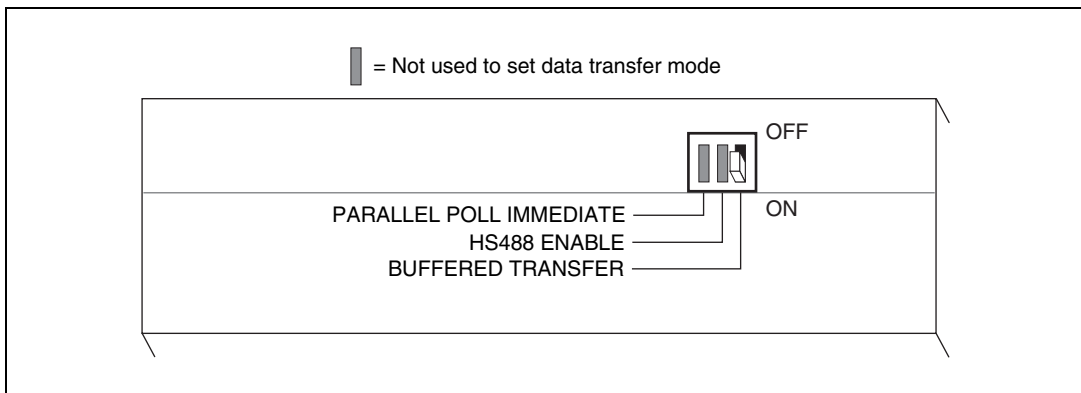 = Not used to set data transfer mode
OFF
ON
PARALLEL POLL IMMEDIATE
HS488 ENABLE
BUFFERED TRANSFER